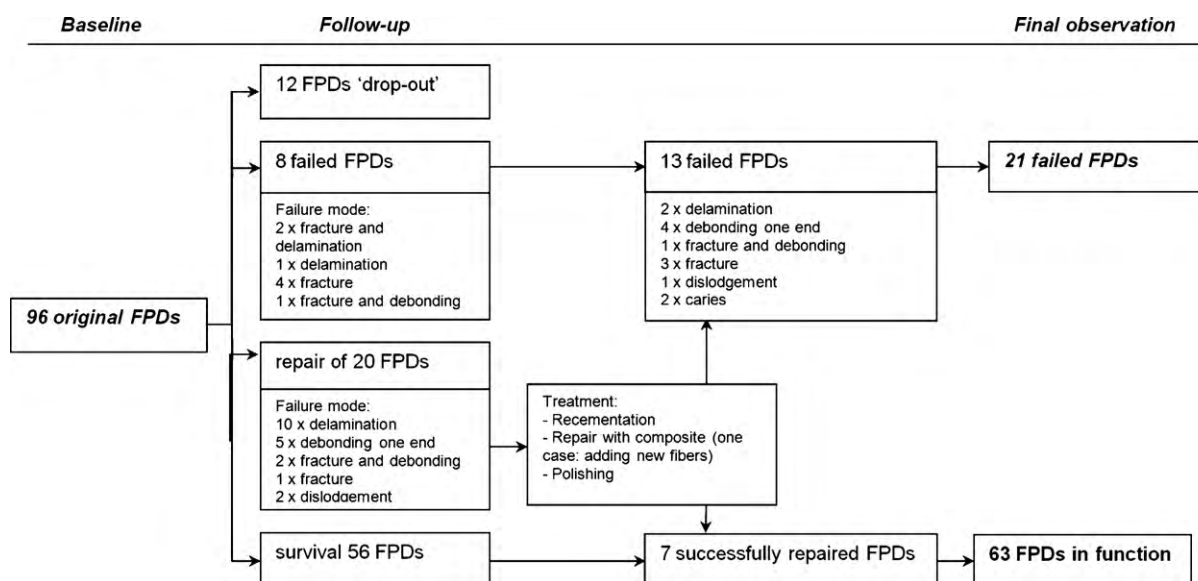 Baseline
Follow-up
Final observation
12 FPDs ‘drop-out’
8 failed FPDs
Failure mode:
2 x fracture and
delamination
1 x delamination
4 x fracture
1 x fracture and debonding
13 failed FPDs
2 x delamination
4 x debonding one end
1 x fracture and debonding
3 x fracture
1 x dislodgement
2 x caries
21 failed FPDs
96 original FPDs
repair of 20 FPDs
Failure mode:
10 x delamination
5 x debonding one end
2 x fracture and debonding
1 x fracture
2 x dislodgement
Treatment:
- Recementation
- Repair with composite (one
case: adding new fibers)
- Polishing
survival 56 FPDs
7 successfully repaired FPDs
63 FPDs in function